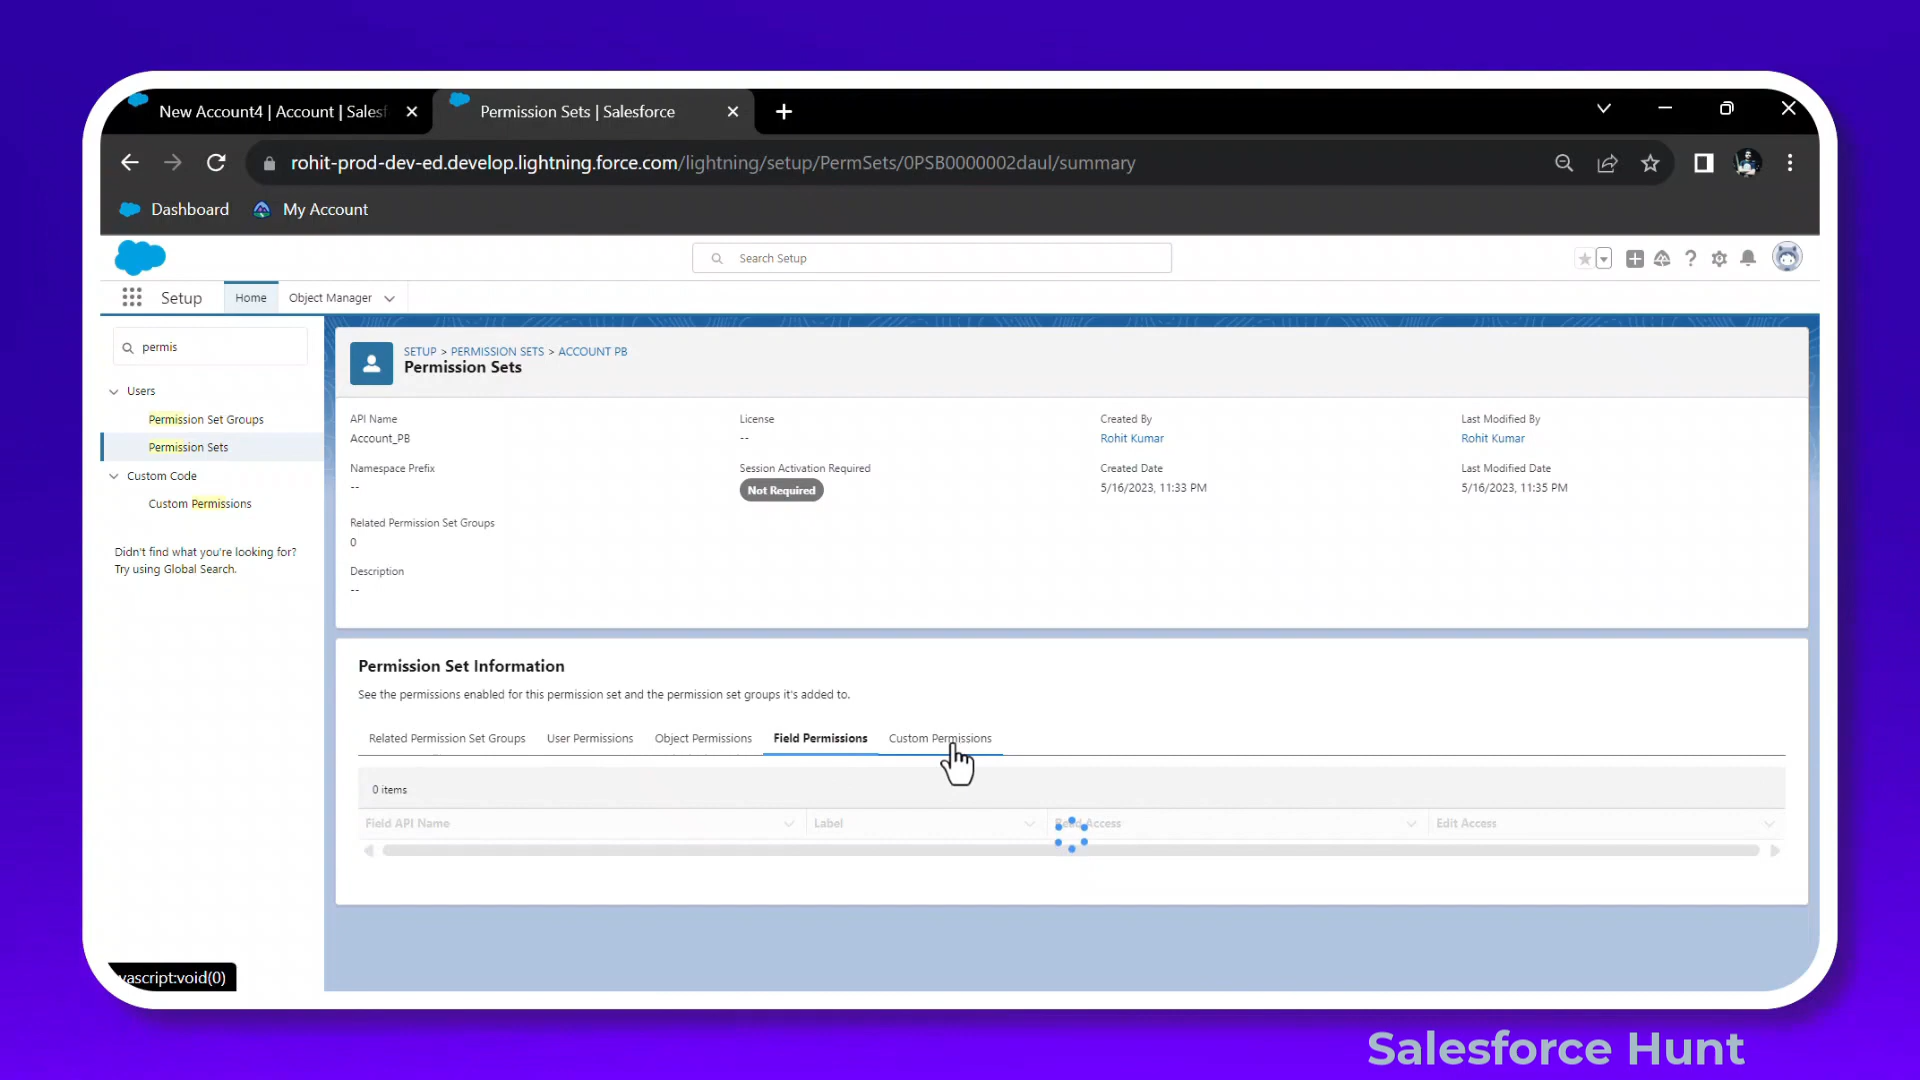 New Account4 | Account | Salesf
Permission Sets | Salesforce
rohit-prod-dev-ed.develop.lightning.force.com/lightning/setup/PermSets/0PSB0000002daul/summary
Dashboard
My Account
Search Setup
Setup
Home
Object Manager
permis
Users
Permission Set Groups
Permission Sets
Custom Code
Custom Permissions
Didn't find what you're looking for?
Try using Global Search.
SETUP > PERMISSION SETS > ACCOUNT PB
Permission Sets
API Name
Account_PB
License
--
Created By
Rohit Kumar
Last Modified By
Rohit Kumar
Namespace Prefix
--
Session Activation Required
Not Required
Created Date
5/16/2023, 11:33 PM
Last Modified Date
5/16/2023, 11:35 PM
Related Permission Set Groups
0
Description
--
Permission Set Information
See the permissions enabled for this permission set and the permission set groups it's added to.
Related Permission Set Groups
User Permissions
Object Permissions
Field Permissions
Custom Permissions
0 items
Field API Name
Label
Read Access
Edit Access
vascript:void(0)
Salesforce Hunt